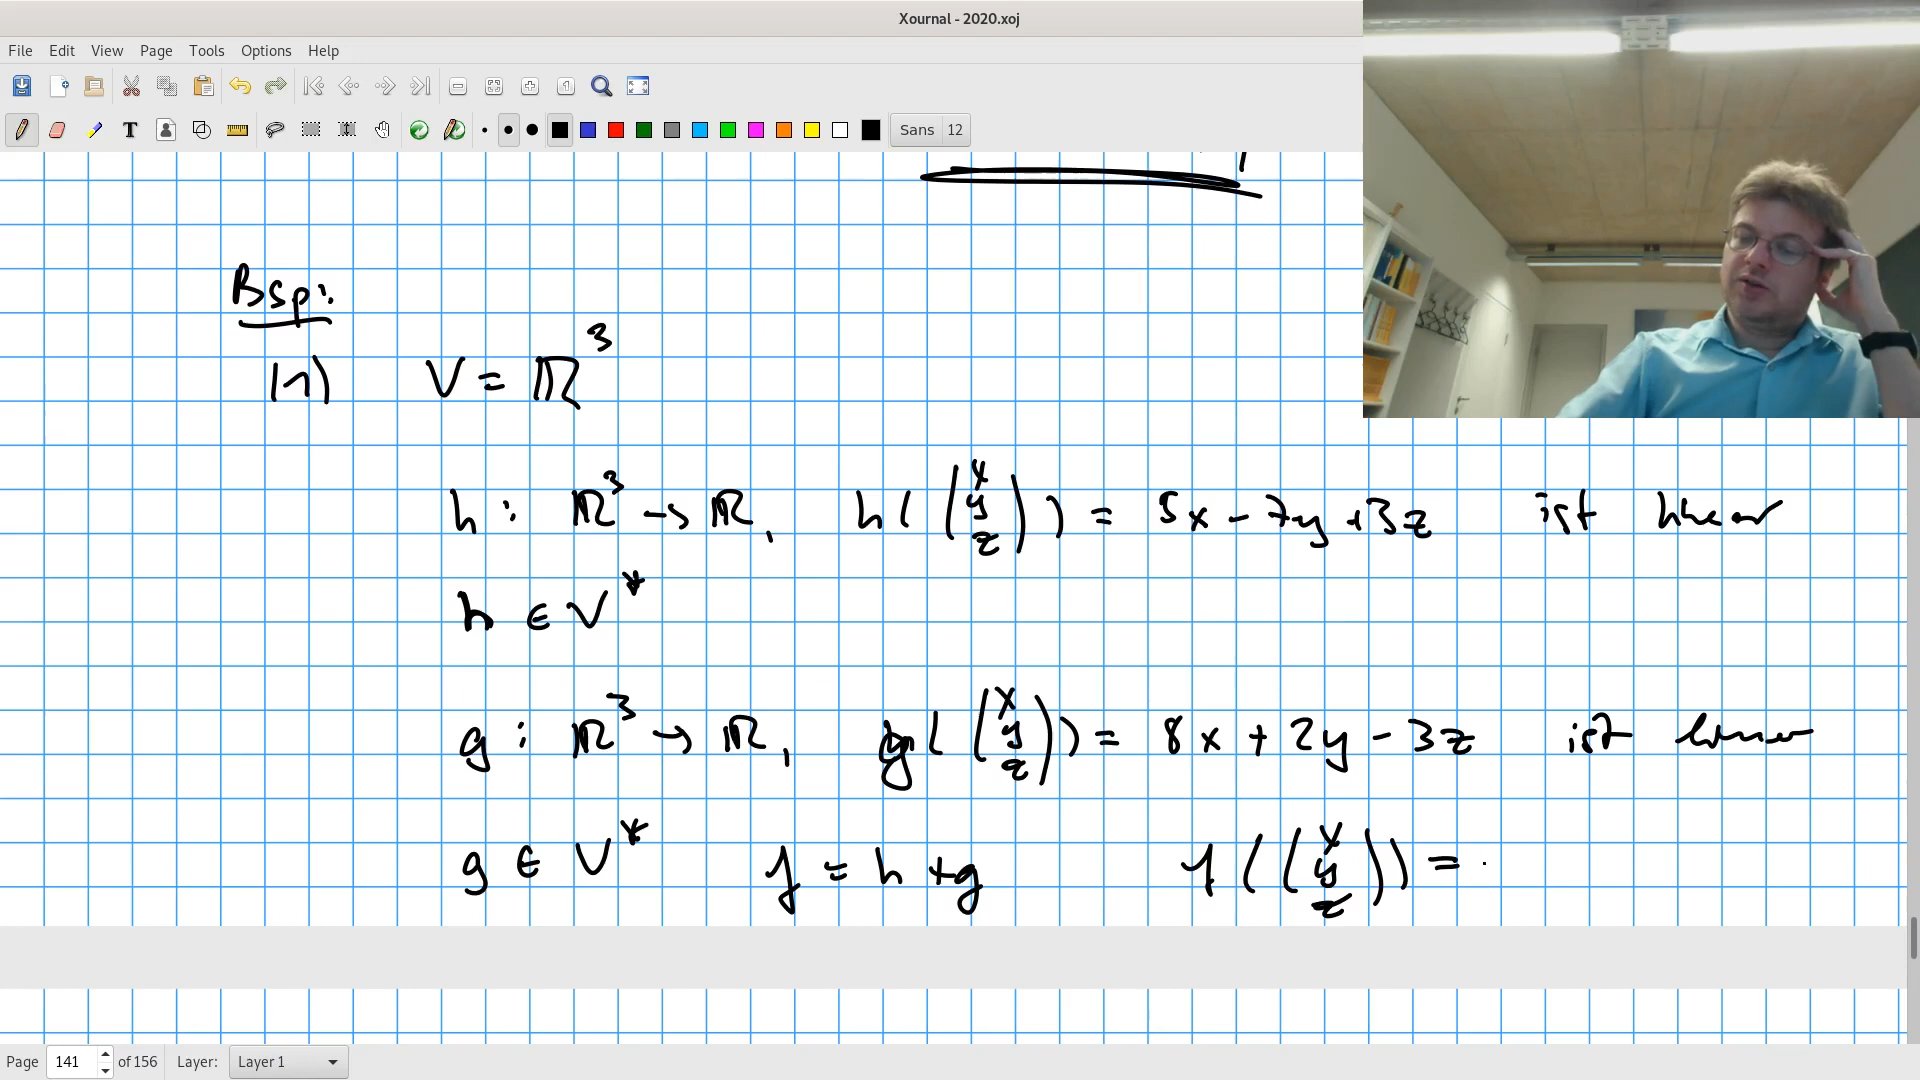 Xournal - 2020.xoj
File Edit View Page Tools Options Help
Sans 12
Bsp:
(1) V = ℝ³
h : ℝ³ → ℝ, h((x y z)) = 5x - 7y + 3z ist linear
h ∈ V*
g : ℝ³ → ℝ, g((x y z)) = 8x + 2y - 3z ist linear
g ∈ V* f = h + g f((x y z)) =
Page 141 of 156 Layer: Layer 1